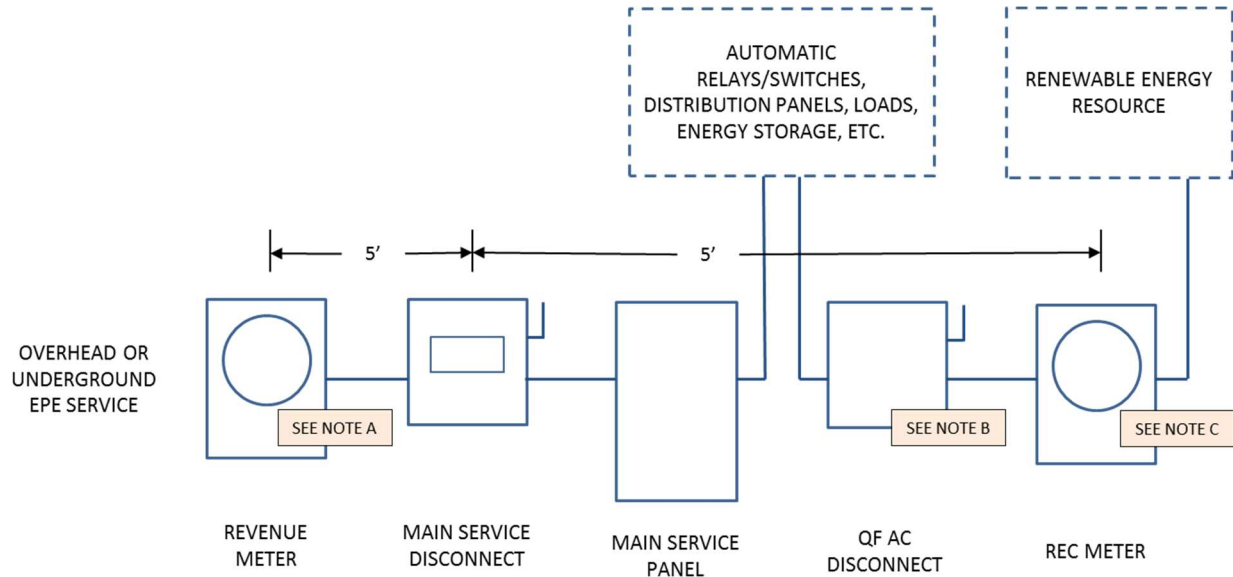 AUTOMATIC
RELAYS/SWITCHES,
DISTRIBUTION PANELS, LOADS,
ENERGY STORAGE, ETC.
RENEWABLE ENERGY
RESOURCE
5’
5’
OVERHEAD OR
UNDERGROUND
EPE SERVICE
SEE NOTE A
SEE NOTE B
SEE NOTE C
REVENUE
METER
MAIN SERVICE
DISCONNECT
MAIN SERVICE
PANEL
QF AC
DISCONNECT
REC METER